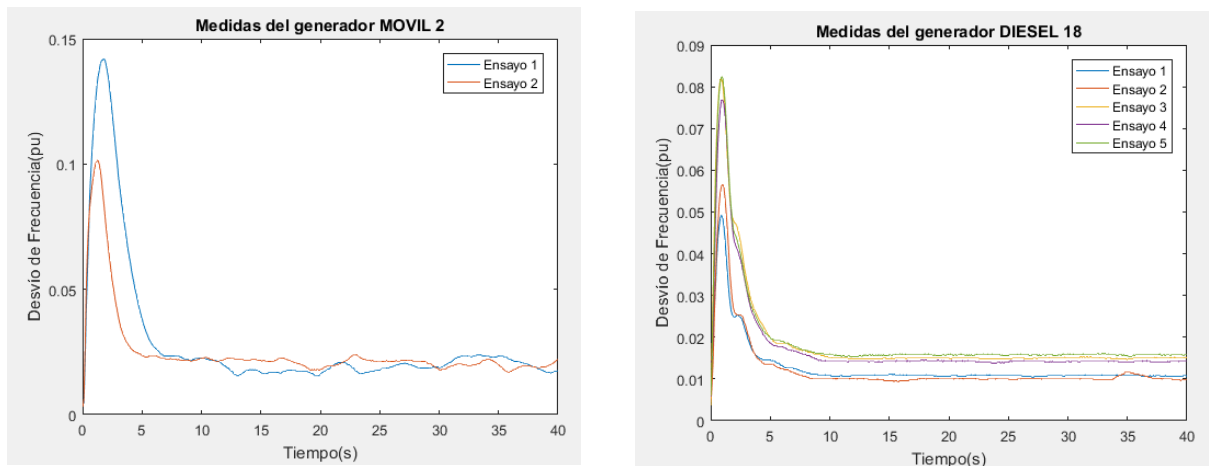 Medidas del generador MOVIL 2
0.15
0.1
0.05
0
Desvio de Frecuencia(pu)
Ensayo 1
Ensayo 2
0 5 10 15 20 25 30 35 40
Tiempo(s)
Medidas del generador DIESEL 18
0.09
0.08
0.07
0.06
0.05
0.04
0.03
0.02
0.01
0
Desvio de Frecuencia(pu)
Ensayo 1
Ensayo 2
Ensayo 3
Ensayo 4
Ensayo 5
0 5 10 15 20 25 30 35 40
Tiempo(s)